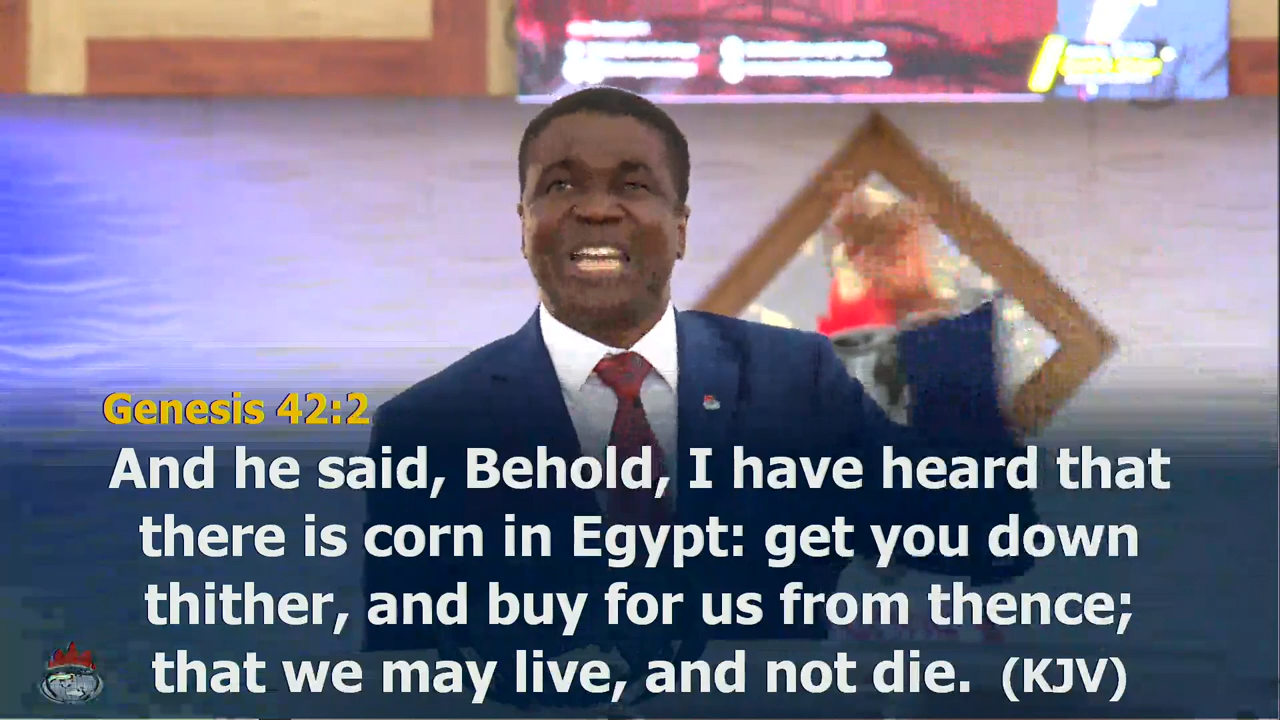 Genesis 42:2
And he said, Behold, I have heard that
there is corn in Egypt: get you down
thither, and buy for us from thence;
that we may live, and not die. (KJV)